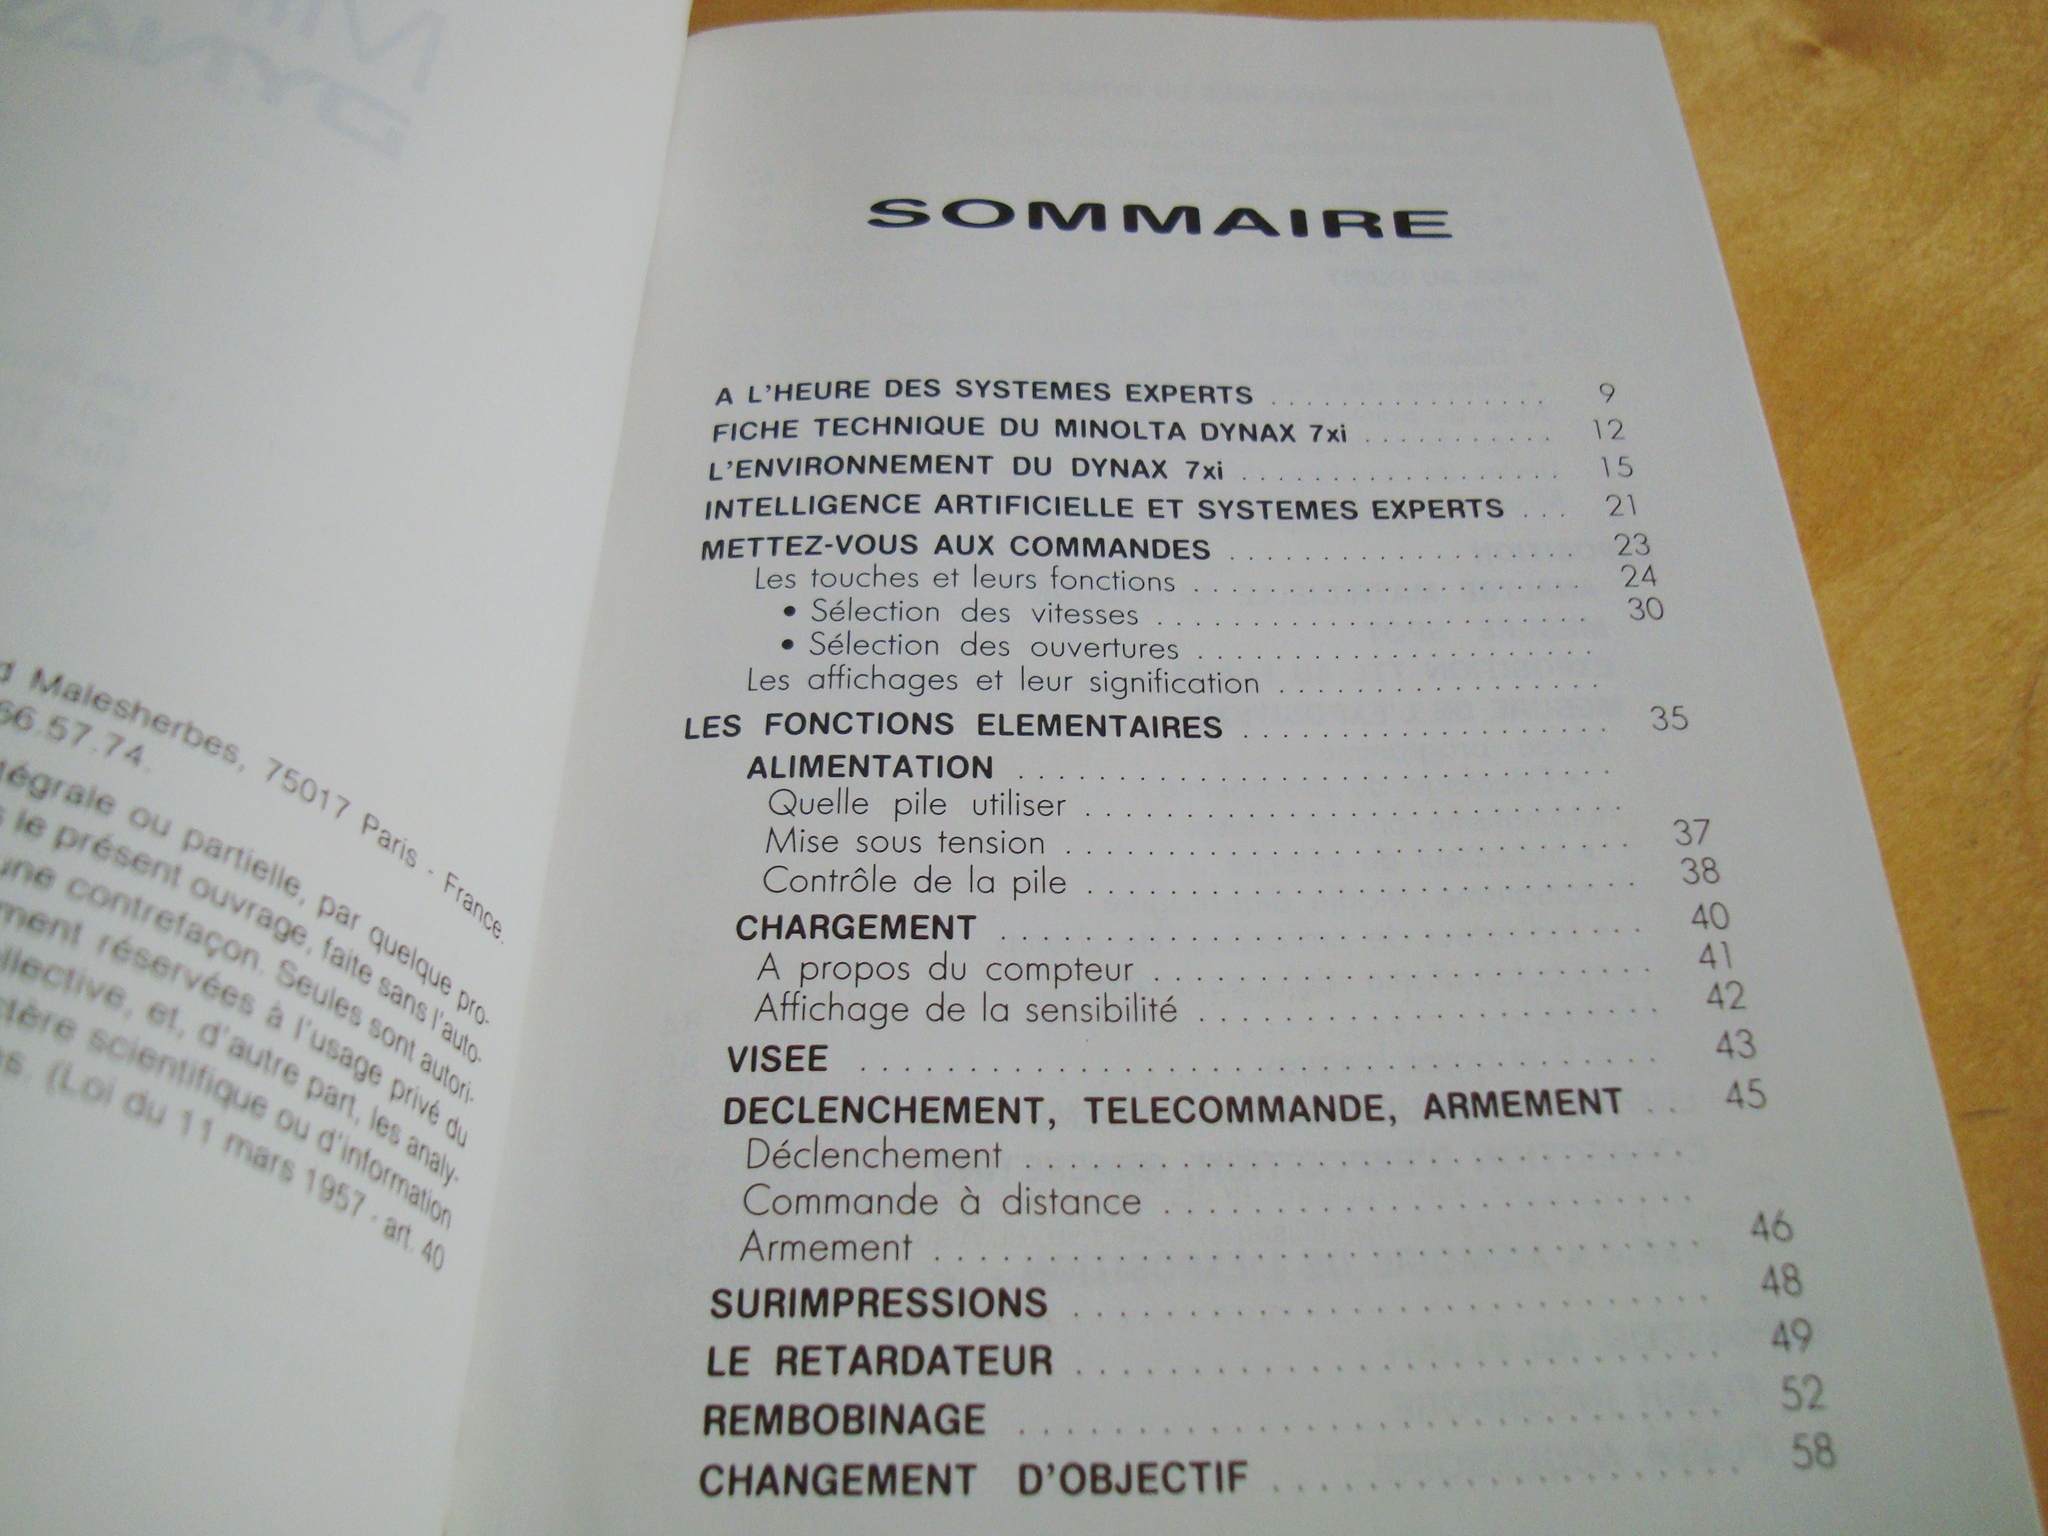 d Malesherbes, 75017 Paris - France.
66.57.74.
tégrale ou partielle, par quelque pro-
s le présent ouvrage, faite sans l'auto-
une contrefaçon. Seules sont autori-
ment réservées à l'usage privé du
llective, et, d'autre part, les analy-
ctère scientifique ou d'information
es. (Loi du 11 mars 1957 - art. 40
SOMMAIRE
A L'HEURE DES SYSTEMES EXPERTS . . . . . . . . . . . . . . . 9
FICHE TECHNIQUE DU MINOLTA DYNAX 7xi . . . . . . . . . . 12
L'ENVIRONNEMENT DU DYNAX 7xi . . . . . . . . . . . . . . . . . 15
INTELLIGENCE ARTIFICIELLE ET SYSTEMES EXPERTS . . . 21
METTEZ-VOUS AUX COMMANDES . . . . . . . . . . . . . . . . . . 23
Les touches et leurs fonctions . . . . . . . . . . . . . . . . . . . . 24
• Sélection des vitesses . . . . . . . . . . . . . . . . . . . . . . 30
• Sélection des ouvertures . . . . . . . . . . . . . . . . . . . .
Les affichages et leur signification . . . . . . . . . . . . . . . .
LES FONCTIONS ELEMENTAIRES . . . . . . . . . . . . . . . . . . 35
ALIMENTATION . . . . . . . . . . . . . . . . . . . . . . . . . . . .
Quelle pile utiliser . . . . . . . . . . . . . . . . . . . . . . . . . .
Mise sous tension . . . . . . . . . . . . . . . . . . . . . . . . . . . 37
Contrôle de la pile . . . . . . . . . . . . . . . . . . . . . . . . . . 38
CHARGEMENT . . . . . . . . . . . . . . . . . . . . . . . . . . . . . 40
A propos du compteur . . . . . . . . . . . . . . . . . . . . . . . 41
Affichage de la sensibilité . . . . . . . . . . . . . . . . . . . . . 42
VISEE . . . . . . . . . . . . . . . . . . . . . . . . . . . . . . . . . . 43
DECLENCHEMENT, TELECOMMANDE, ARMEMENT . . 45
Déclenchement . . . . . . . . . . . . . . . . . . . . . . . . . . . .
Commande à distance . . . . . . . . . . . . . . . . . . . . . .
Armement . . . . . . . . . . . . . . . . . . . . . . . . . . . . . . . 46
SURIMPRESSIONS . . . . . . . . . . . . . . . . . . . . . . . . . . 48
LE RETARDATEUR . . . . . . . . . . . . . . . . . . . . . . . . . . 49
REMBOBINAGE . . . . . . . . . . . . . . . . . . . . . . . . . . . . 52
CHANGEMENT D'OBJECTIF . . . . . . . . . . . . . . . . . . . 58